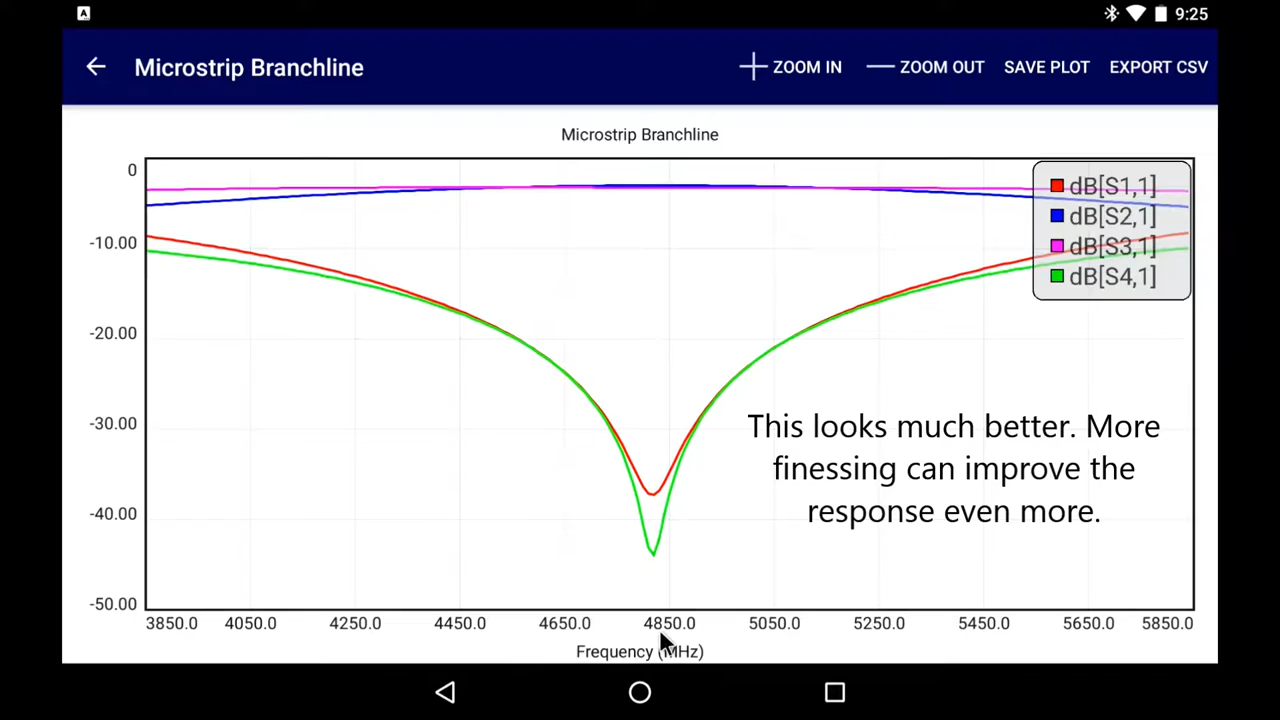 A
9:25
Microstrip Branchline
ZOOM IN
ZOOM OUT
SAVE PLOT
EXPORT CSV
Microstrip Branchline
0
-10.00
-20.00
-30.00
-40.00
-50.00
dB[S1,1]
dB[S2,1]
dB[S3,1]
dB[S4,1]
This looks much better. More
finessing can improve the
response even more.
3850.0 4050.0 4250.0 4450.0 4650.0 4850.0 5050.0 5250.0 5450.0 5650.0 5850.0
Frequency (MHz)